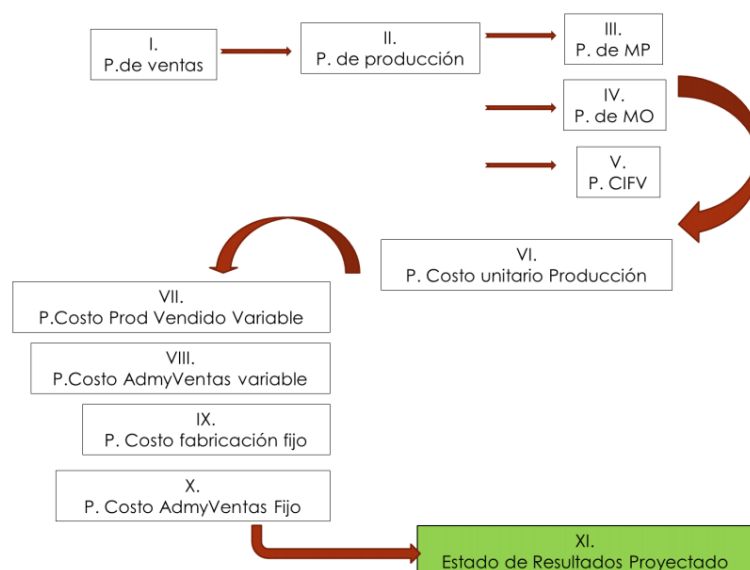 I.
P.de ventas
II.
P. de producción
III.
P. de MP
IV.
P. de MO
V.
P. CIFV
VI.
P. Costo unitario Producción
VII.
P.Costo Prod Vendido Variable
VIII.
P.Costo AdmyVentas variable
IX.
P. Costo fabricación fijo
X.
P. Costo AdmyVentas Fijo
XI.
Estado de Resultados Proyectado